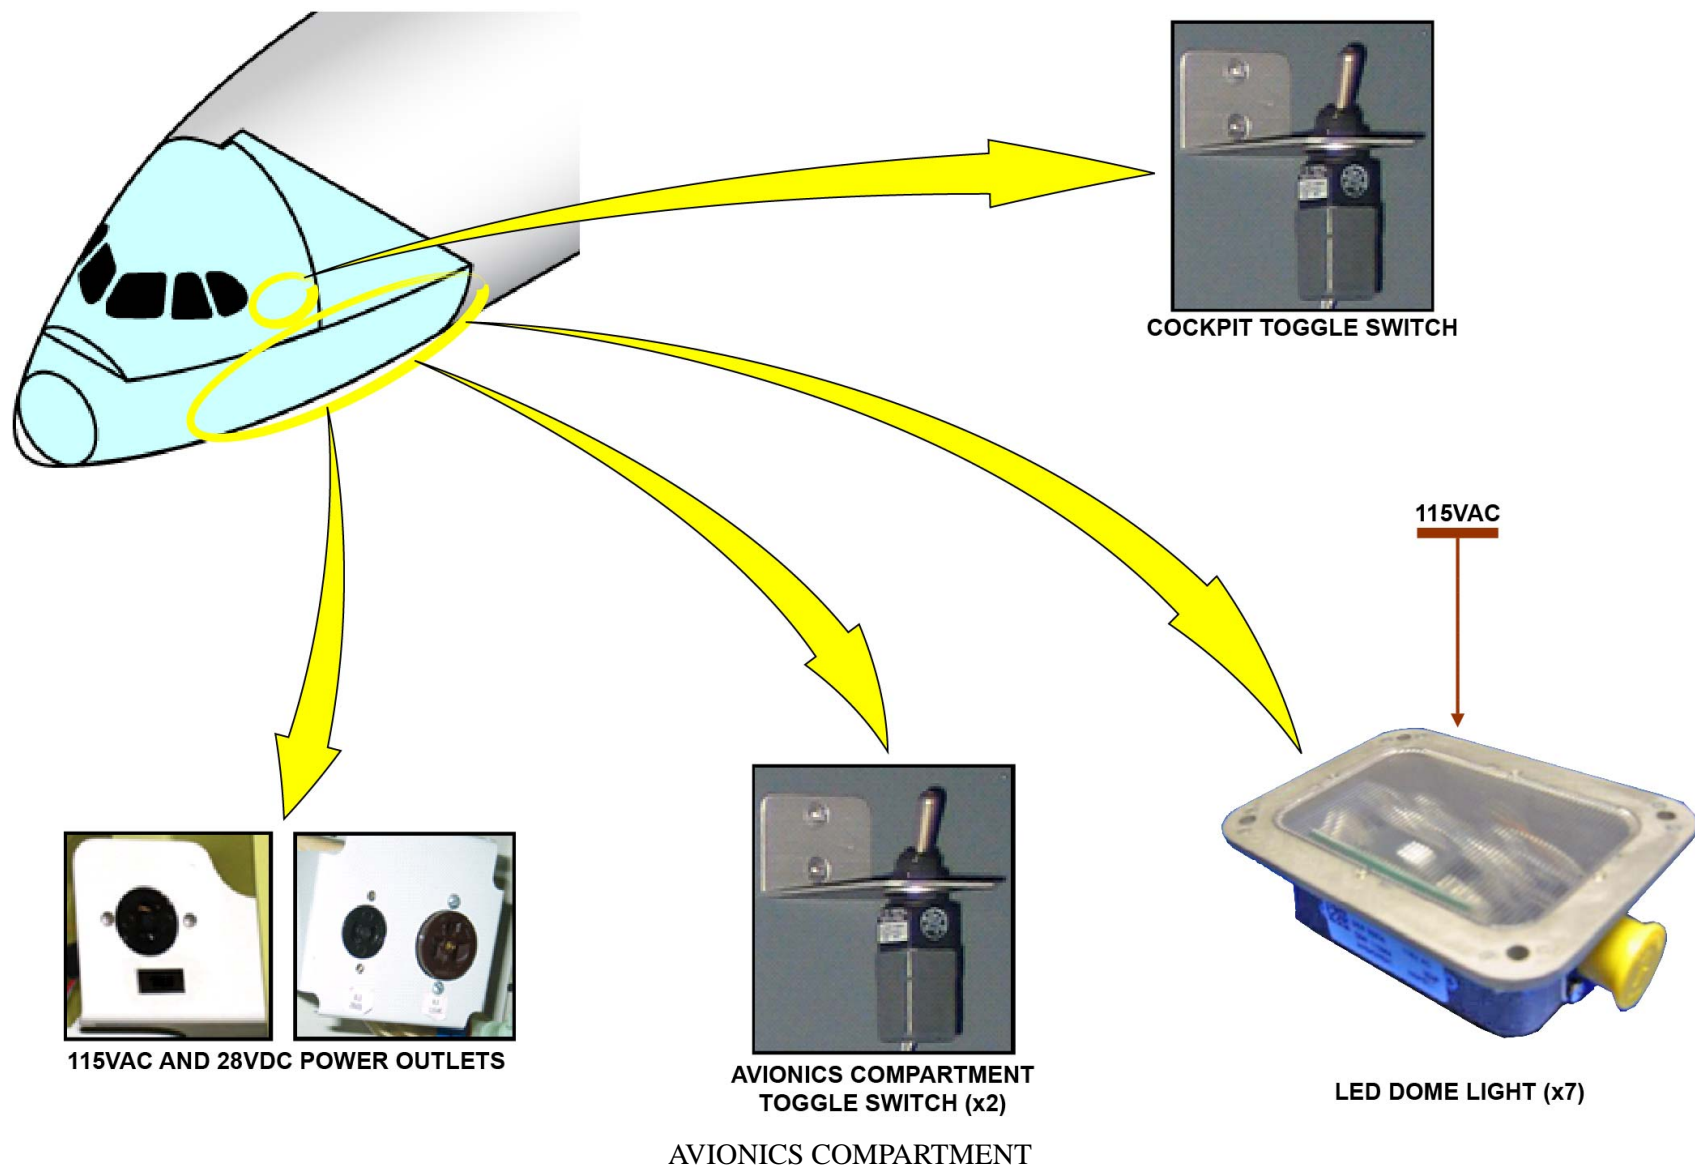 COCKPIT TOGGLE SWITCH
115VAC
115VAC AND 28VDC POWER OUTLETS
AVIONICS COMPARTMENT
TOGGLE SWITCH (x2)
LED DOME LIGHT (x7)
AVIONICS COMPARTMENT